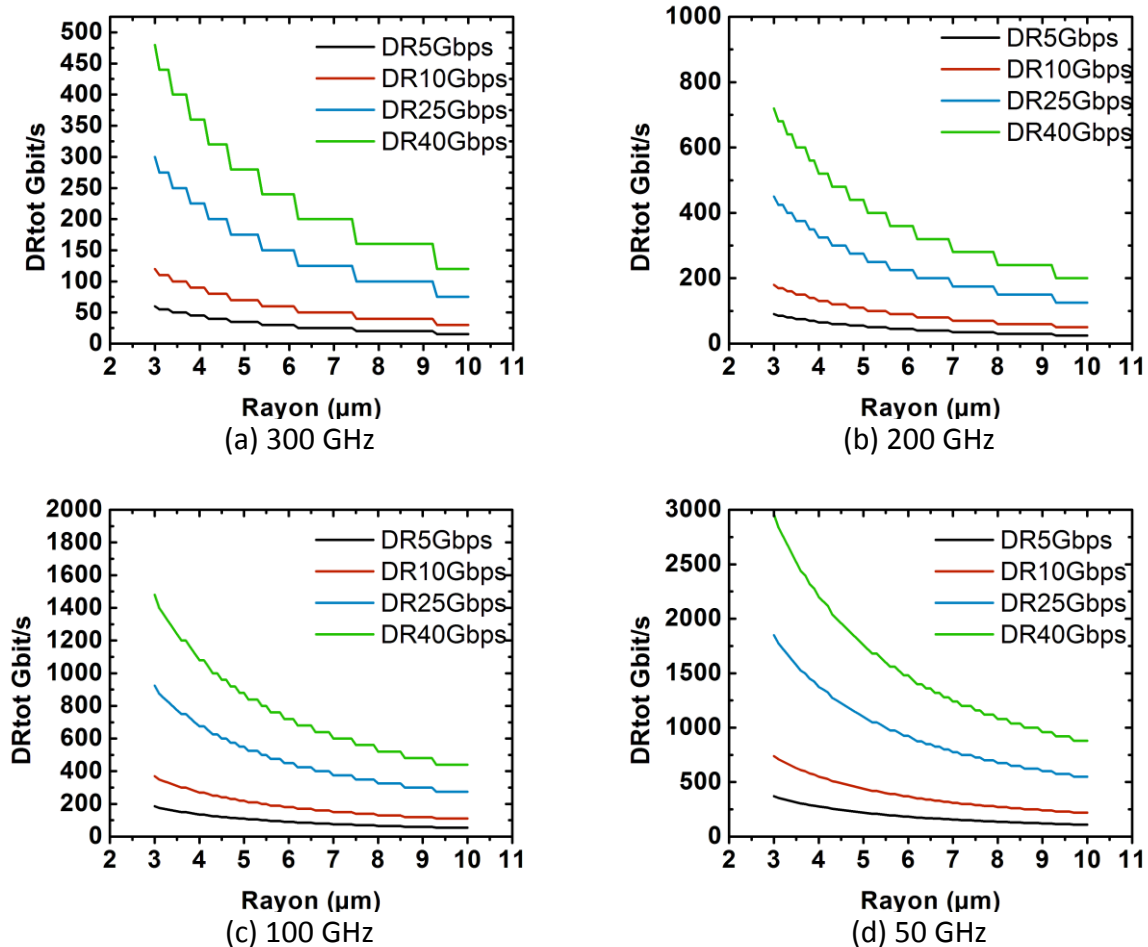 DRtot Gbit/s
500
450
400
350
300
250
200
150
100
50
0
2 3 4 5 6 7 8 9 10 11
Rayon (µm)
DR5Gbps
DR10Gbps
DR25Gbps
DR40Gbps
(a) 300 GHz
DRtot Gbit/s
1000
800
600
400
200
0
2 3 4 5 6 7 8 9 10 11
Rayon (µm)
DR5Gbps
DR10Gbps
DR25Gbps
DR40Gbps
(b) 200 GHz
DRtot Gbit/s
2000
1800
1600
1400
1200
1000
800
600
400
200
0
2 3 4 5 6 7 8 9 10 11
Rayon (µm)
DR5Gbps
DR10Gbps
DR25Gbps
DR40Gbps
(c) 100 GHz
DRtot Gbit/s
3000
2500
2000
1500
1000
500
0
2 3 4 5 6 7 8 9 10 11
Rayon (µm)
DR5Gbps
DR10Gbps
DR25Gbps
DR40Gbps
(d) 50 GHz